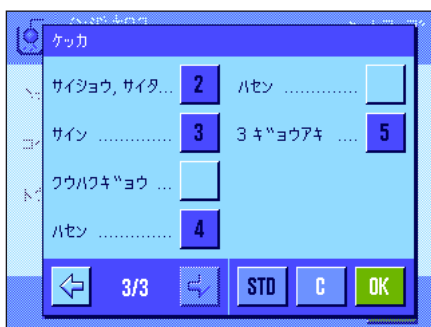 ケッカ
サイショウ, サイタ... 2
ハセン ............. 
サイン ............. 3
3 ギョウアキ .... 5
クウハクギョウ ...
ハセン ............. 4
3/3
STD C OK